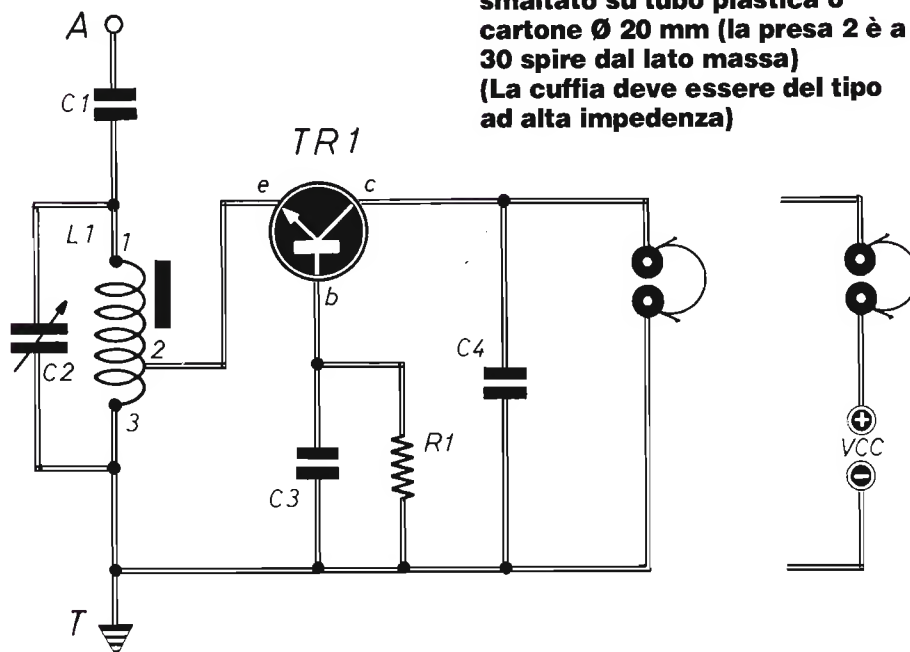 smaltato su tubo plastica o
cartone Ø 20 mm (la presa 2 è a
30 spire dal lato massa)
(La cuffia deve essere del tipo
ad alta impedenza)
A
C1
TR1
e
c
L1
1
b
2
C2
C4
3
R1
VCC
C3
T